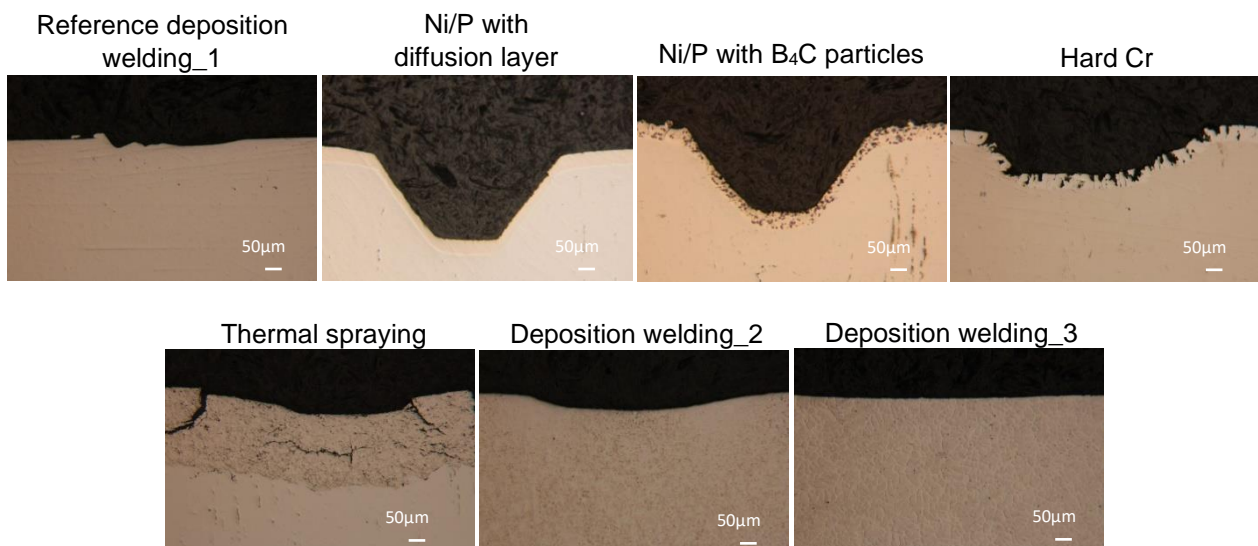 Reference deposition
welding_1
Ni/P with
diffusion layer
Ni/P with B₄C particles
Hard Cr
50µm
50µm
50µm
50µm
Thermal spraying
Deposition welding_2
Deposition welding_3
50µm
50µm
50µm